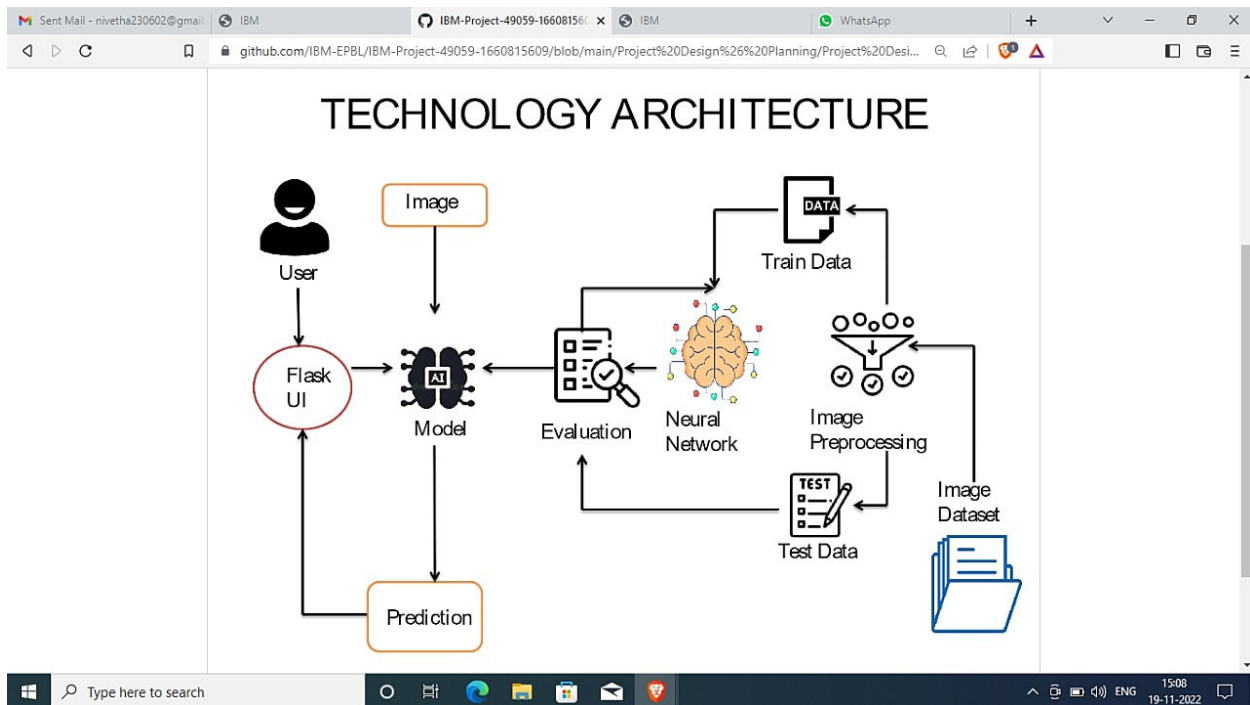 Sent Mail - nivetha230602@gmail.
IBM
IBM-Project-49059-16608156
IBM
WhatsApp
github.com/IBM-EPBL/IBM-Project-49059-1660815609/blob/main/Project%20Design%26%20Planning/Project%20Desi...
1
TECHNOLOGY ARCHITECTURE
Image
User
DATA
Train Data
Flask
UI
AI
Model
Evaluation
Neural
Network
Image
Preprocessing
TEST
Test Data
Image
Dataset
Prediction
Type here to search
ENG
15:08
19-11-2022